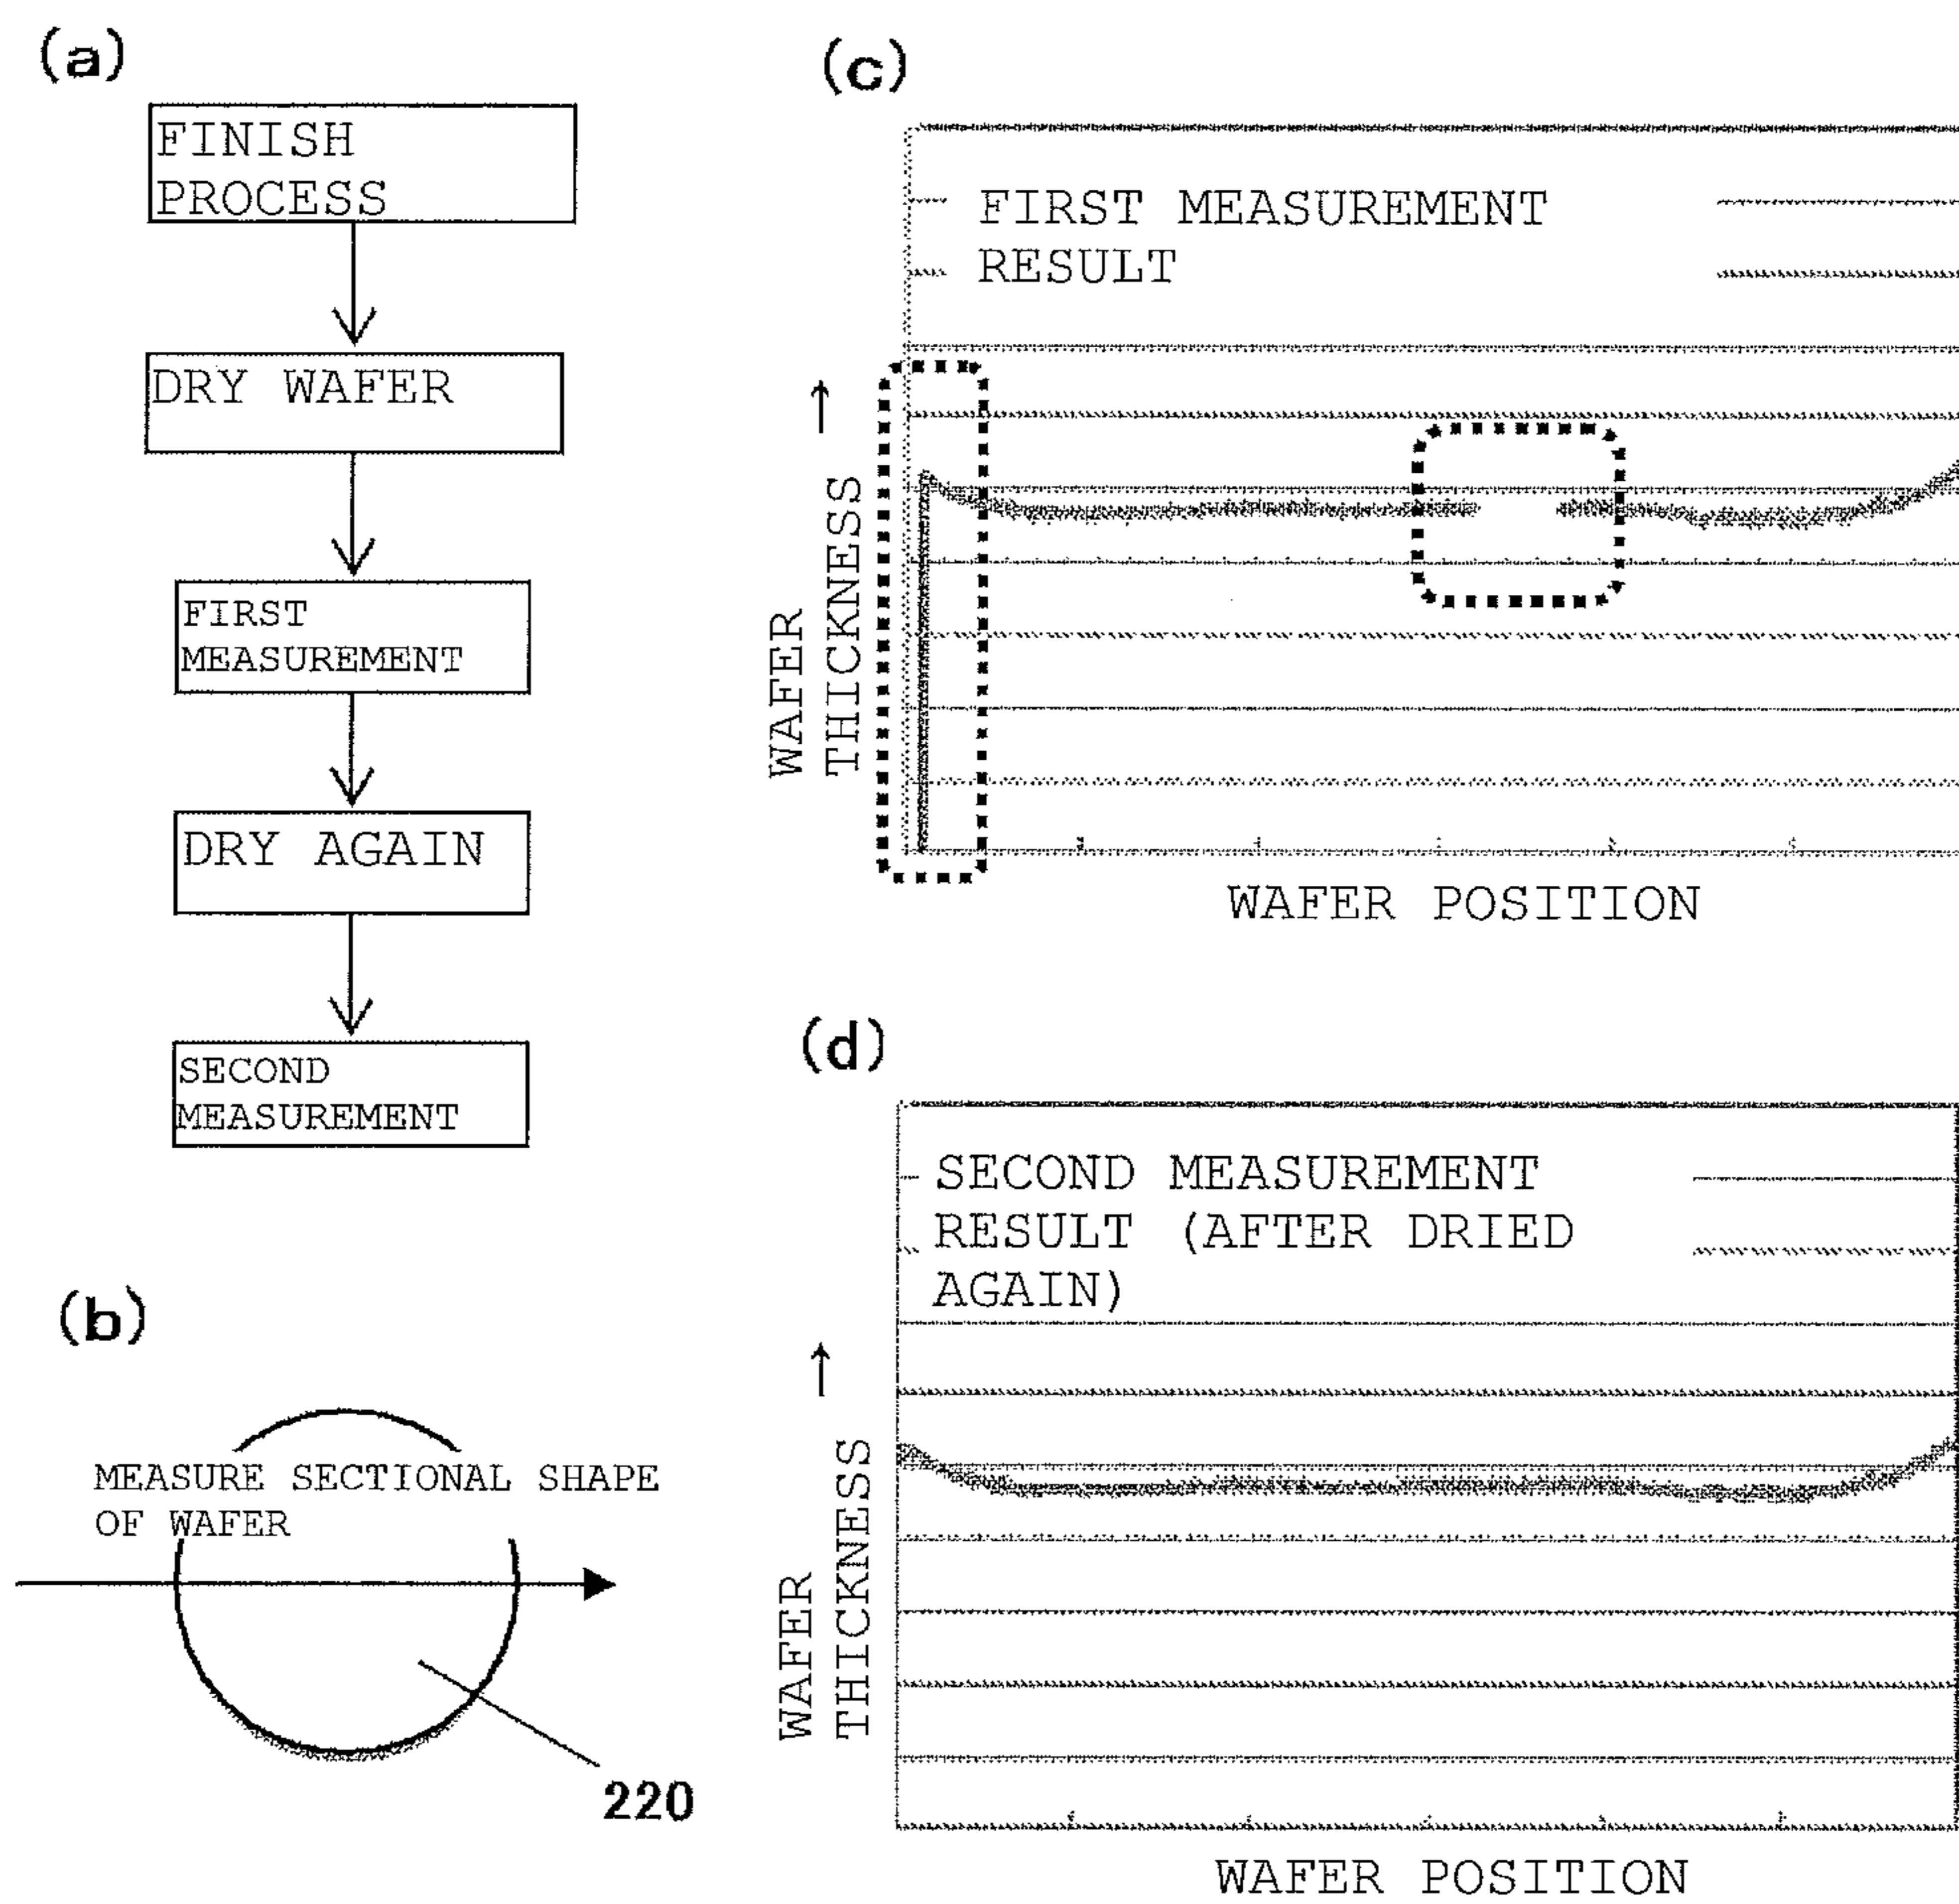 (a)
FINISH
PROCESS
DRY WAFER
FIRST
MEASUREMENT
DRY AGAIN
SECOND
MEASUREMENT
(b)
MEASURE SECTIONAL SHAPE
OF WAFER
220
(c)
FIRST MEASUREMENT
RESULT
WAFER
THICKNESS →
WAFER POSITION
(d)
SECOND MEASUREMENT
RESULT (AFTER DRIED
AGAIN)
WAFER
THICKNESS →
WAFER POSITION